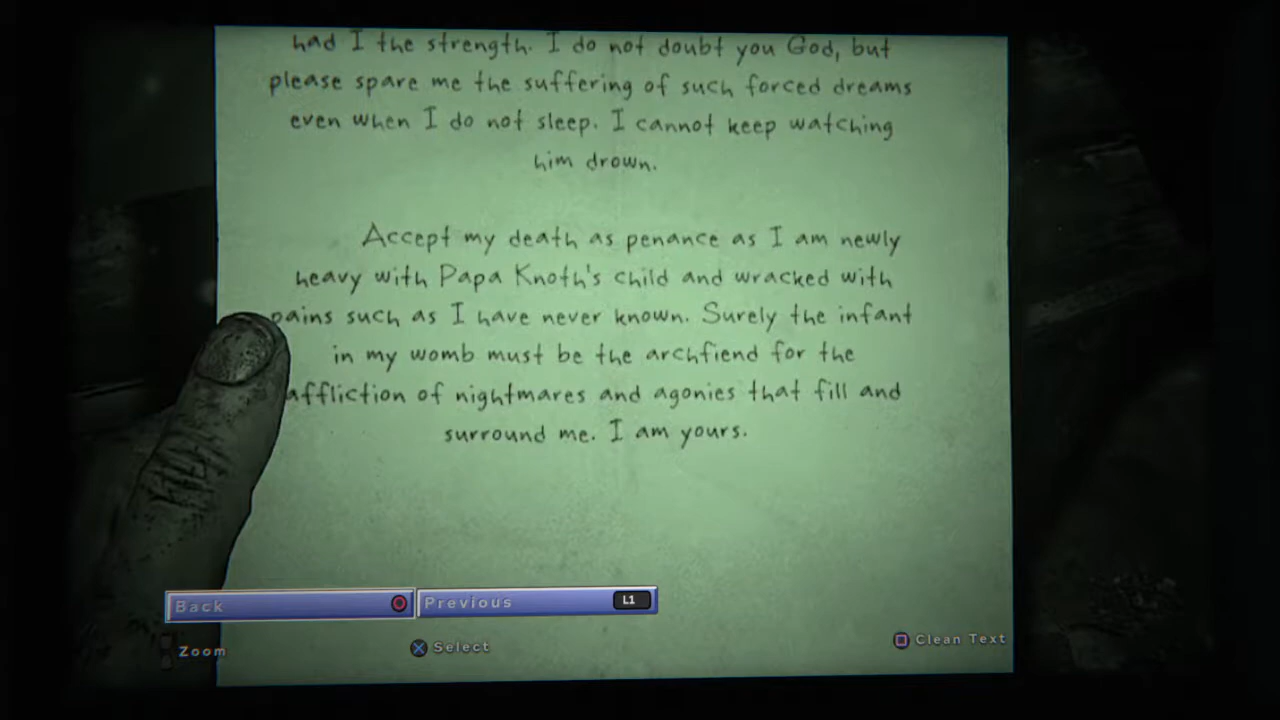 had I the strength. I do not doubt you God, but
please spare me the suffering of such forced dreams
even when I do not sleep. I cannot keep watching
him drown.
Accept my death as penance as I am newly
heavy with Papa Knoth's child and wracked with
pains such as I have never known. Surely the infant
in my womb must be the archfiend for the
affliction of nightmares and agonies that fill and
surround me. I am yours.
Back
Previous L1
Zoom
Select
Clean Text